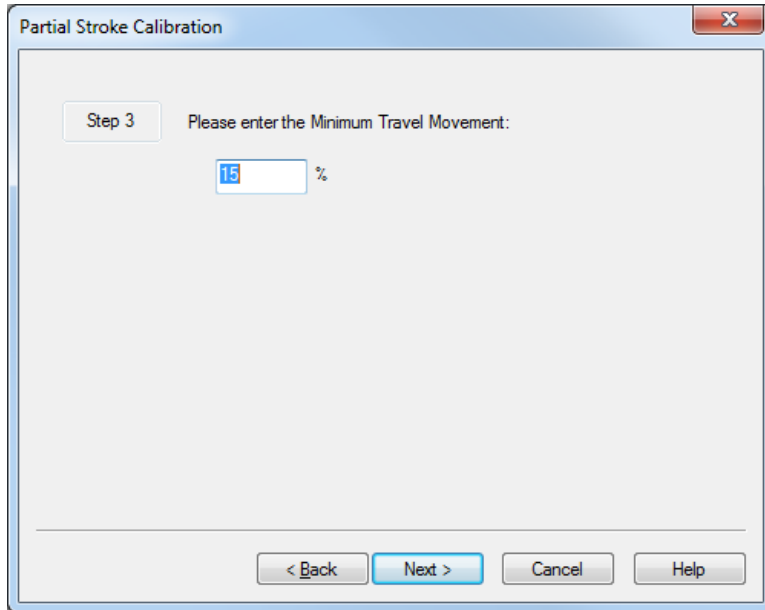 Partial Stroke Calibration
Step 3 Please enter the Minimum Travel Movement:
15 %
< Back Next > Cancel Help